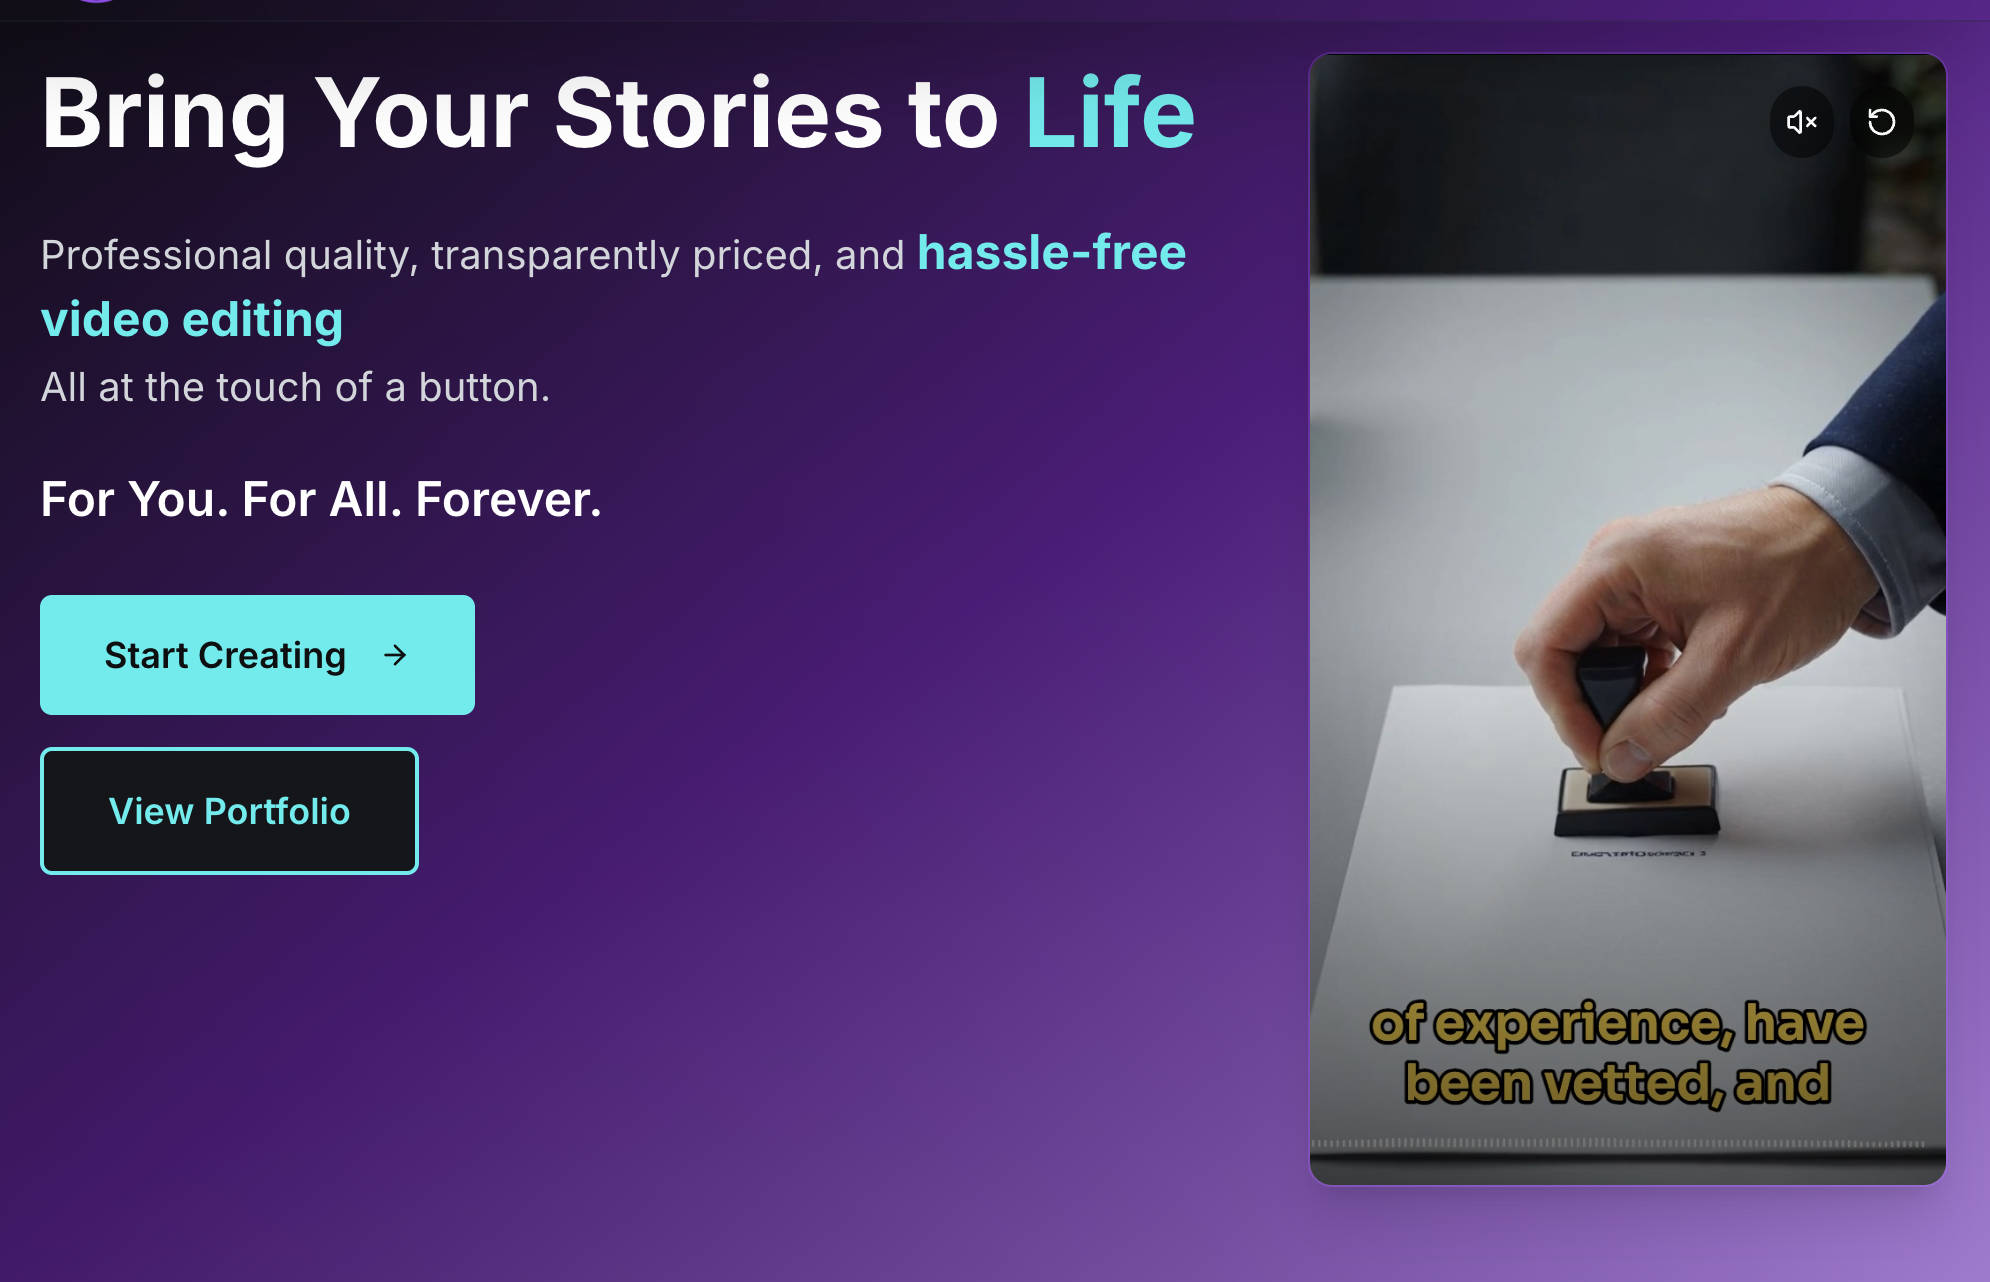 Bring Your Stories to Life
Professional quality, transparently priced, and hassle-free
video editing
All at the touch of a button.
For You. For All. Forever.
Start Creating →
View Portfolio
of experience, have
been vetted, and